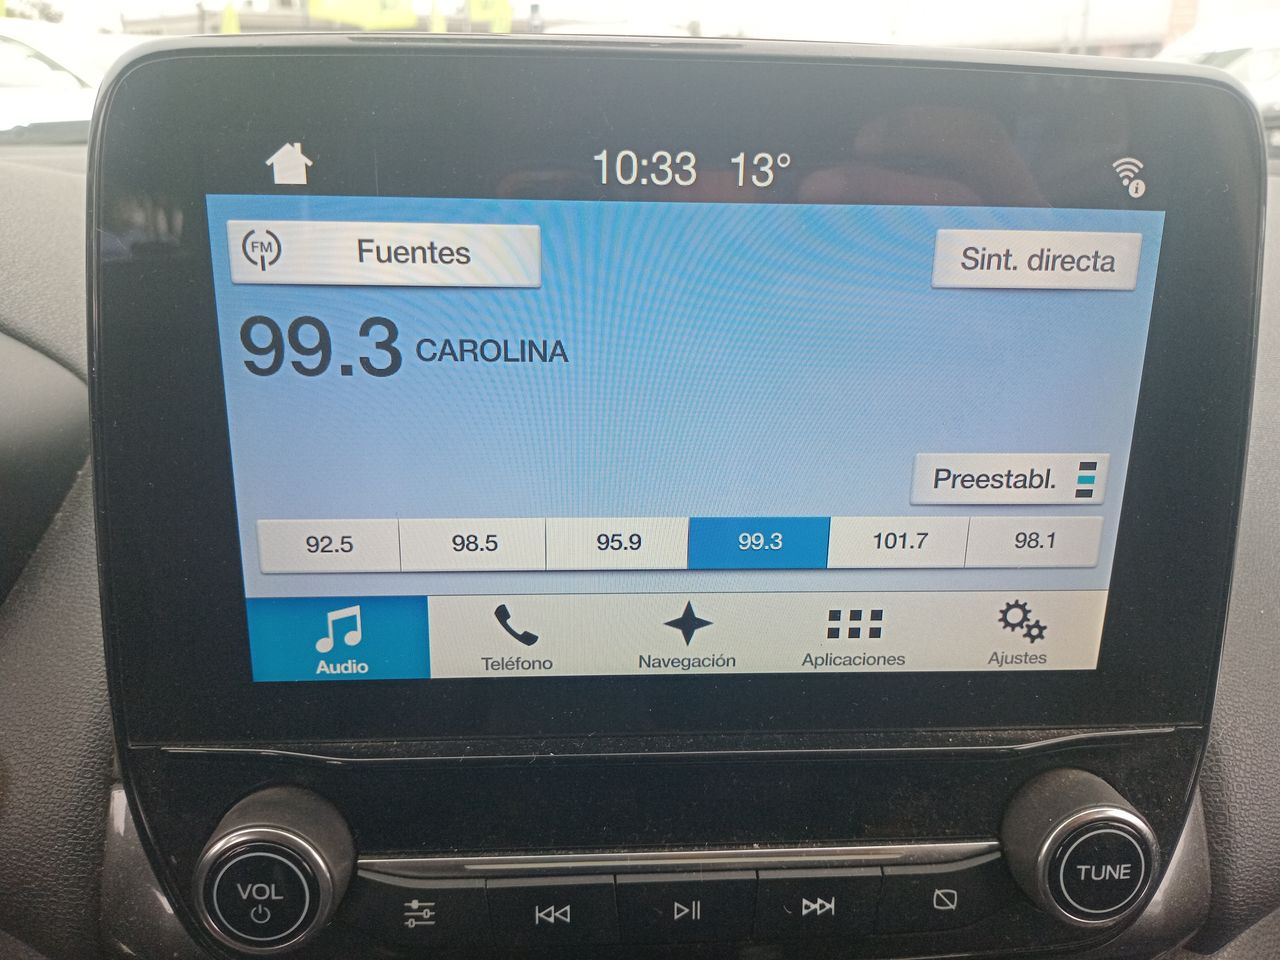 10:33 13°
FM Fuentes Sint. directa
99.3 CAROLINA
Preestabl.
92.5 98.5 95.9 99.3 101.7 98.1
Audio Teléfono Navegación Aplicaciones Ajustes
VOL TUNE